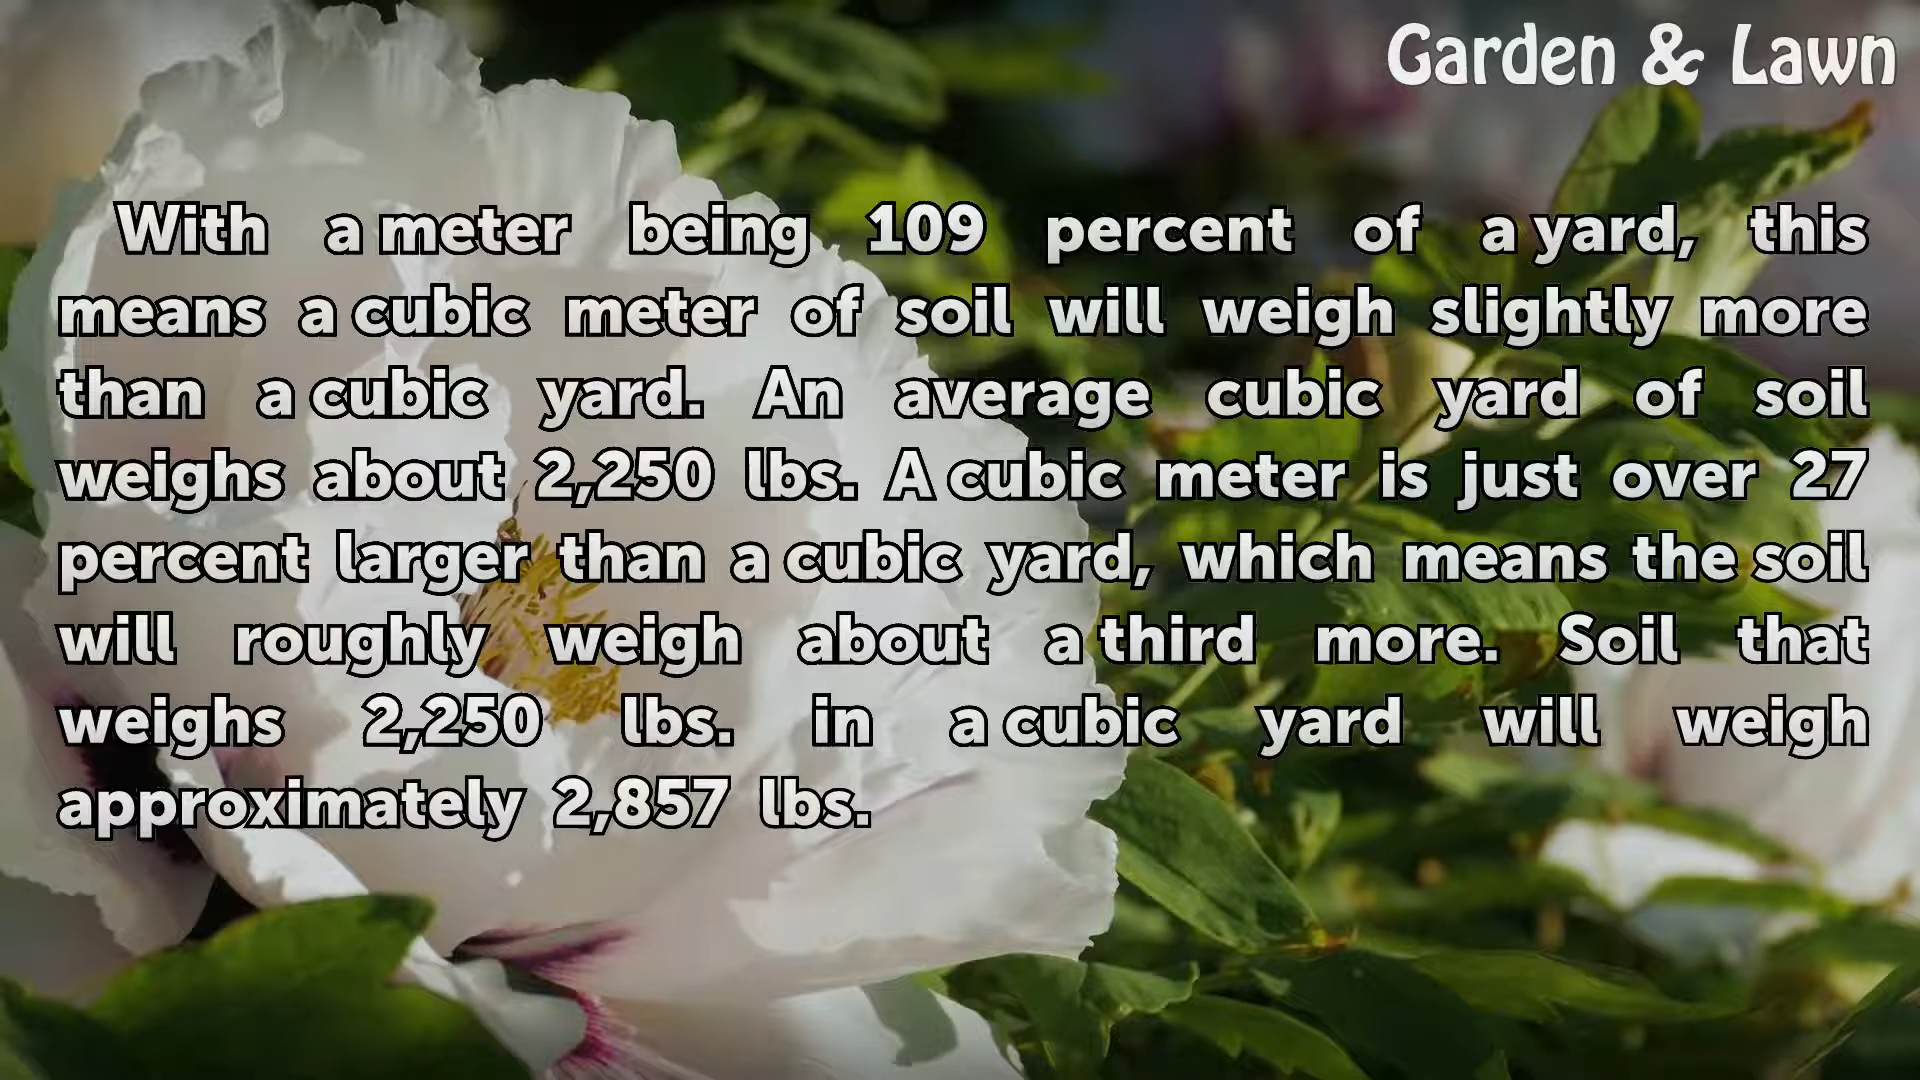 Garden & Lawn
With a meter being 109 percent of a yard, this
means a cubic meter of soil will weigh slightly more
than a cubic yard. An average cubic yard of soil
weighs about 2,250 lbs. A cubic meter is just over 27
percent larger than a cubic yard, which means the soil
will roughly weigh about a third more. Soil that
weighs 2,250 lbs. in a cubic yard will weigh
approximately 2,857 lbs.